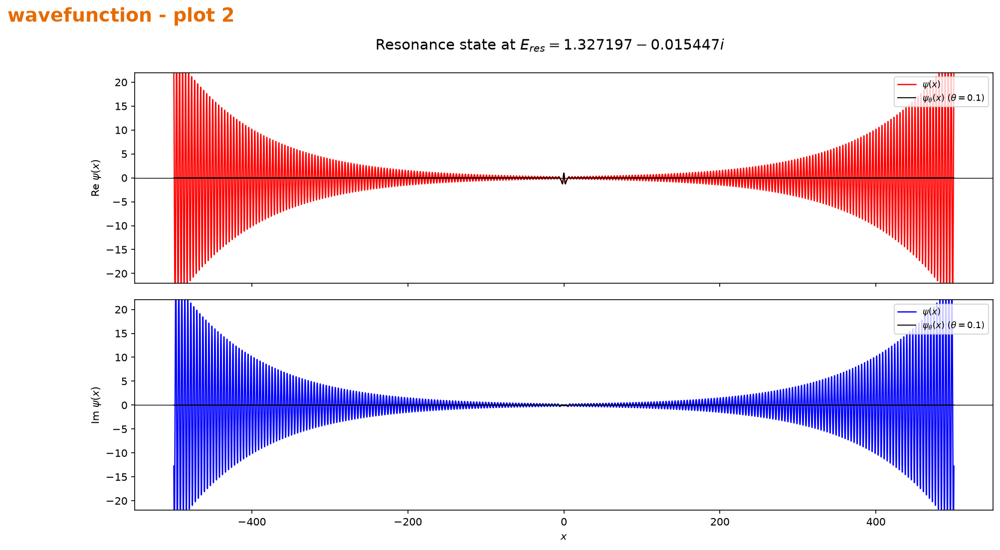 wavefunction - plot 2
Resonance state at E_res = 1.327197 − 0.015447i
20
15
10
5
0
−5
−10
−15
−20
Re ψ(x)
ψ(x)
ψ_θ(x) (θ = 0.1)
20
15
10
5
0
−5
−10
−15
−20
Im ψ(x)
ψ(x)
ψ_θ(x) (θ = 0.1)
−400 −200 0 200 400
x